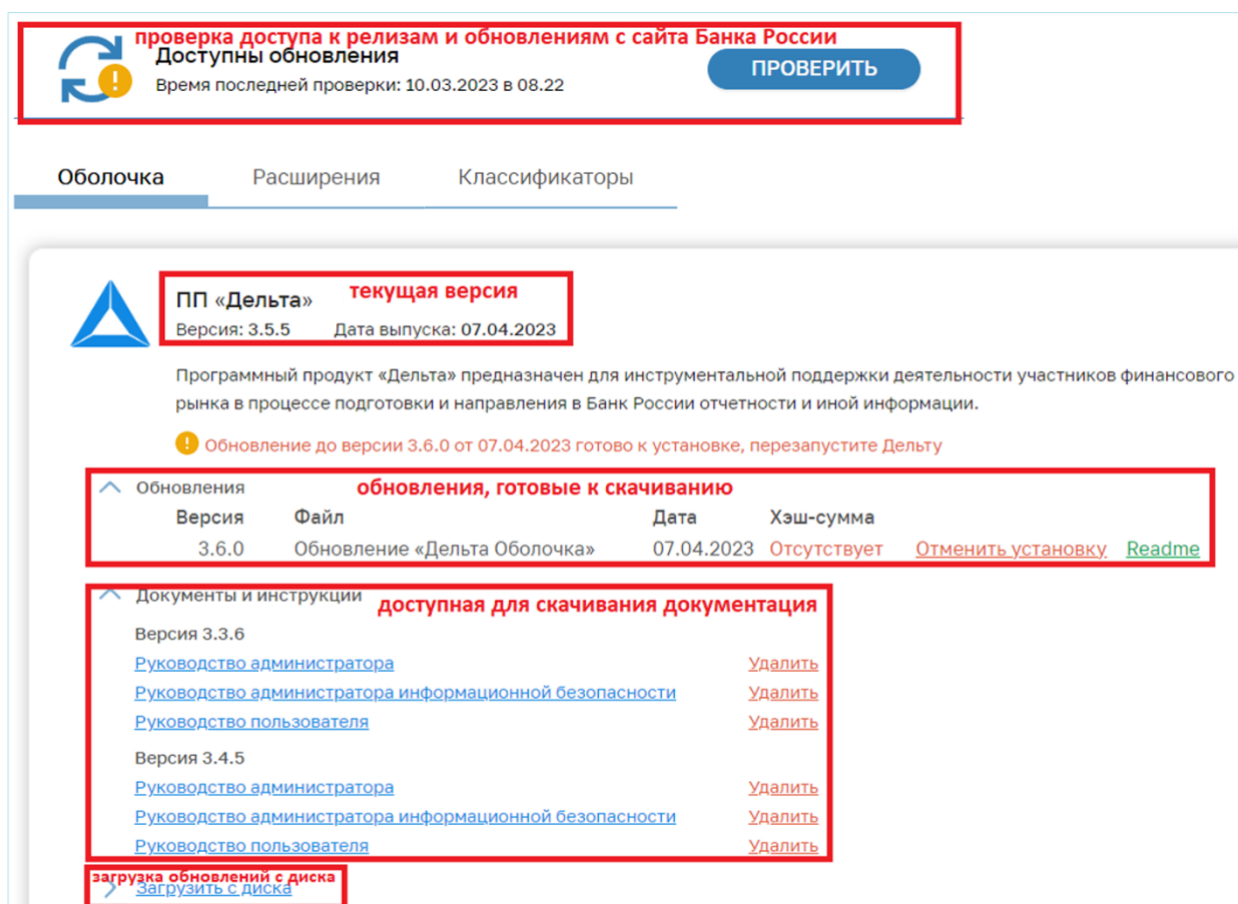 проверка доступа к релизам и обновлениям с сайта Банка России
Доступны обновления
Время последней проверки: 10.03.2023 в 08.22
ПРОВЕРИТЬ
Оболочка Расширения Классификаторы
ПП «Дельта» текущая версия
Версия: 3.5.5 Дата выпуска: 07.04.2023
Программный продукт «Дельта» предназначен для инструментальной поддержки деятельности участников финансового
рынка в процессе подготовки и направления в Банк России отчетности и иной информации.
Обновление до версии 3.6.0 от 07.04.2023 готово к установке, перезапустите Дельту
Обновления обновления, готовые к скачиванию
Версия Файл Дата Хэш-сумма
3.6.0 Обновление «Дельта Оболочка» 07.04.2023 Отсутствует Отменить установку Readme
Документы и инструкции доступная для скачивания документация
Версия 3.3.6
Руководство администратора Удалить
Руководство администратора информационной безопасности Удалить
Руководство пользователя Удалить
Версия 3.4.5
Руководство администратора Удалить
Руководство администратора информационной безопасности Удалить
Руководство пользователя Удалить
загрузка обновлений с диска
Загрузить с диска